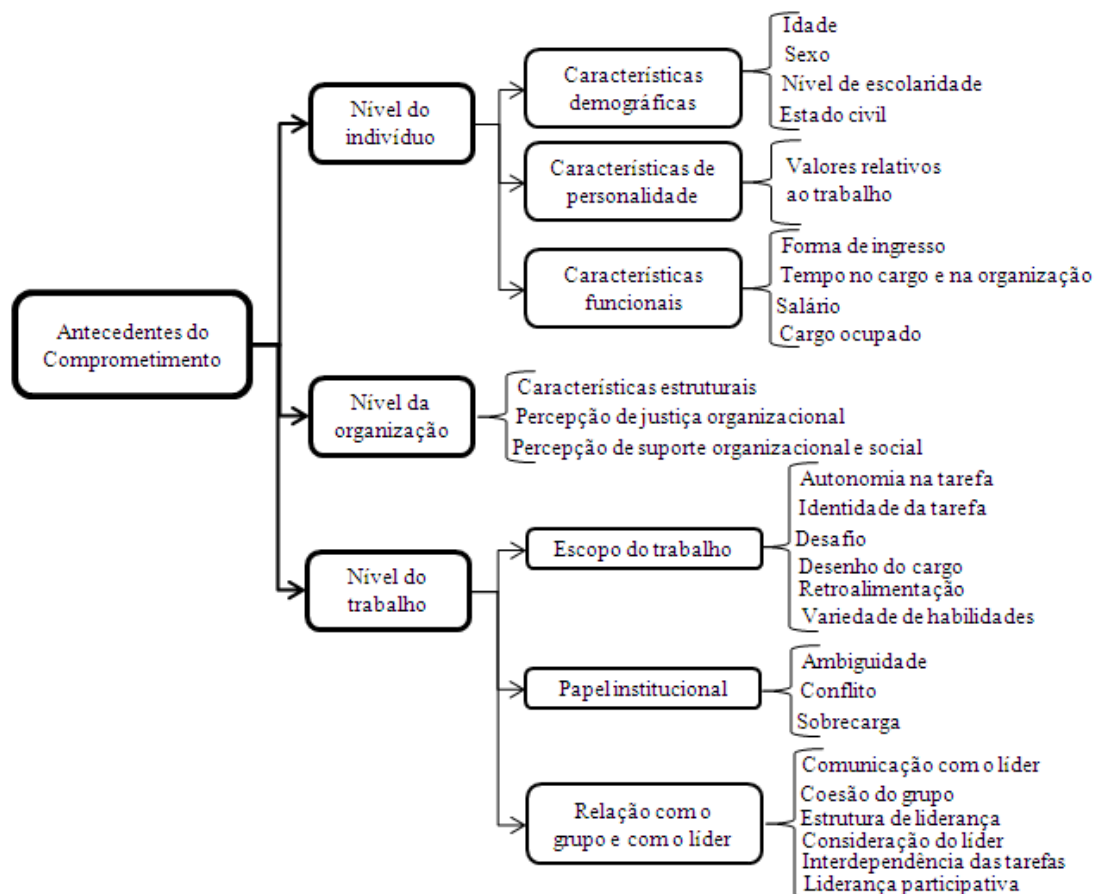 Antecedentes do
Comprometimento
Nível do
indivíduo
Características
demográficas
Idade
Sexo
Nível de escolaridade
Estado civil
Características de
personalidade
Valores relativos
ao trabalho
Características
funcionais
Forma de ingresso
Tempo no cargo e na organização
Salário
Cargo ocupado
Nível da
organização
Características estruturais
Percepção de justiça organizacional
Percepção de suporte organizacional e social
Nível do
trabalho
Escopo do trabalho
Autonomia na tarefa
Identidade da tarefa
Desafio
Desenho do cargo
Retroalimentação
Variedade de habilidades
Papel institucional
Ambiguidade
Conflito
Sobrecarga
Relação com o
grupo e com o líder
Comunicação com o líder
Coesão do grupo
Estrutura de liderança
Consideração do líder
Interdependência das tarefas
Liderança participativa